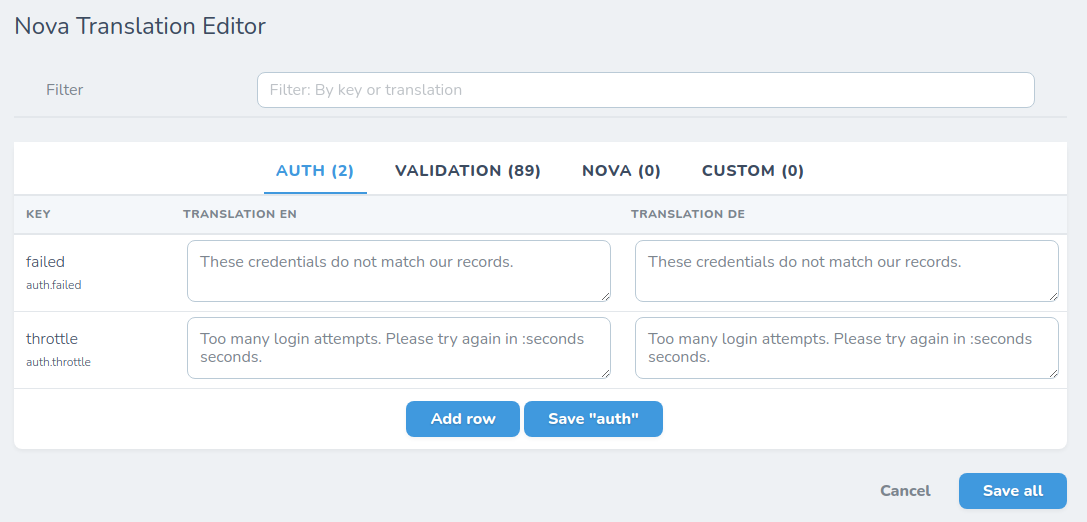 Nova Translation Editor
Filter
Filter: By key or translation
AUTH (2) VALIDATION (89) NOVA (0) CUSTOM (0)
KEY TRANSLATION EN TRANSLATION DE
failed
auth.failed
These credentials do not match our records.
These credentials do not match our records.
throttle
auth.throttle
Too many login attempts. Please try again in :seconds
seconds.
Too many login attempts. Please try again in :seconds
seconds.
Add row Save "auth"
Cancel Save all